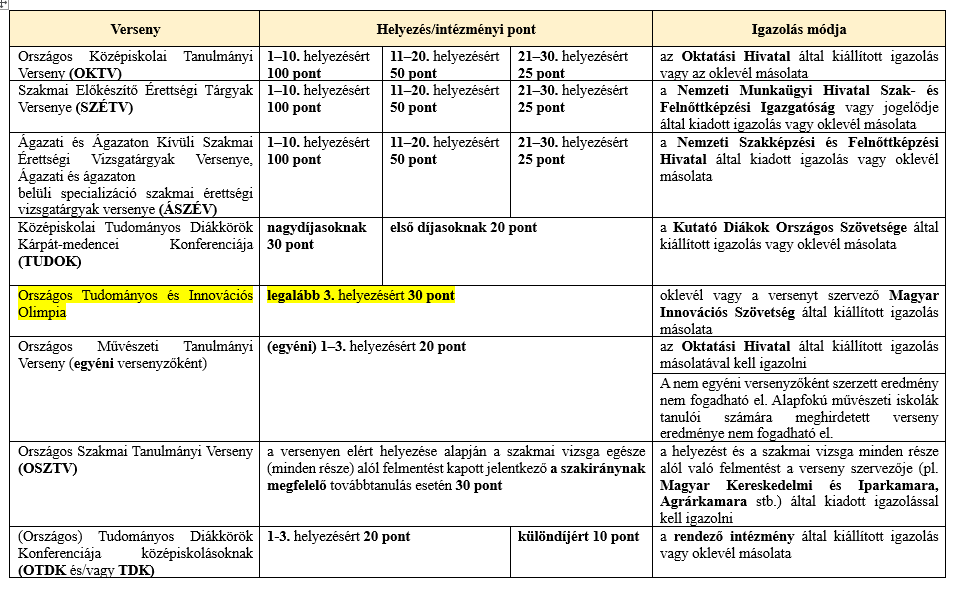 Verseny
Helyezés/intézményi pont
Igazolás módja
Országos Középiskolai Tanulmányi
Verseny (OKTV)
1–10. helyezésért
100 pont
11–20. helyezésért
50 pont
21–30. helyezésért
25 pont
az Oktatási Hivatal által kiállított igazolás
vagy az oklevél másolata
Szakmai Előkészítő Érettségi Tárgyak
Versenye (SZÉTV)
1–10. helyezésért
100 pont
11–20. helyezésért
50 pont
21–30. helyezésért
25 pont
a Nemzeti Munkaügyi Hivatal Szak- és
Felnőttképzési Igazgatóság vagy jogelődje
által kiadott igazolás vagy oklevél másolata
Ágazati és Ágazaton Kívüli Szakmai
Érettségi Vizsgatárgyak Versenye,
Ágazati és ágazaton
belüli specializáció szakmai érettségi
vizsgatárgyak versenye (ÁSZÉV)
1–10. helyezésért
100 pont
11–20. helyezésért
50 pont
21–30. helyezésért
25 pont
a Nemzeti Szakképzési és Felnőttképzési
Hivatal által kiadott igazolás vagy oklevél
másolata
Középiskolai Tudományos Diákkörök
Kárpát-medencei Konferenciája
(TUDOK)
nagydíjasoknak
30 pont
első díjasoknak 20 pont
a Kutató Diákok Országos Szövetsége által
kiállított igazolás vagy oklevél másolata
Országos Tudományos és Innovációs
Olimpia
legalább 3. helyezésért 30 pont
oklevél vagy a versenyt szervező Magyar
Innovációs Szövetség által kiállított igazolás
másolata
Országos Művészeti Tanulmányi
Verseny (egyéni versenyzőként)
(egyéni) 1–3. helyezésért 20 pont
az Oktatási Hivatal által kiállított igazolás
másolatával kell igazolni
A nem egyéni versenyzőként szerzett eredmény
nem fogadható el. Alapfokú művészeti iskolák
tanulói számára meghirdetett verseny
eredménye nem fogadható el.
Országos Szakmai Tanulmányi Verseny
(OSZTV)
a versenyen elért helyezése alapján a szakmai vizsga egésze
(minden része) alól felmentést kapott jelentkező a szakiránynak
megfelelő továbbtanulás esetén 30 pont
a helyezést és a szakmai vizsga minden része
alól való felmentést a verseny szervezője (pl.
Magyar Kereskedelmi és Iparkamara,
Agrárkamara stb.) által kiadott igazolással
kell igazolni
(Országos) Tudományos Diákkörök
Konferenciája középiskolásoknak
(OTDK és/vagy TDK)
1-3. helyezésért 20 pont
különdíjért 10 pont
a rendező intézmény által kiállított igazolás
vagy oklevél másolata